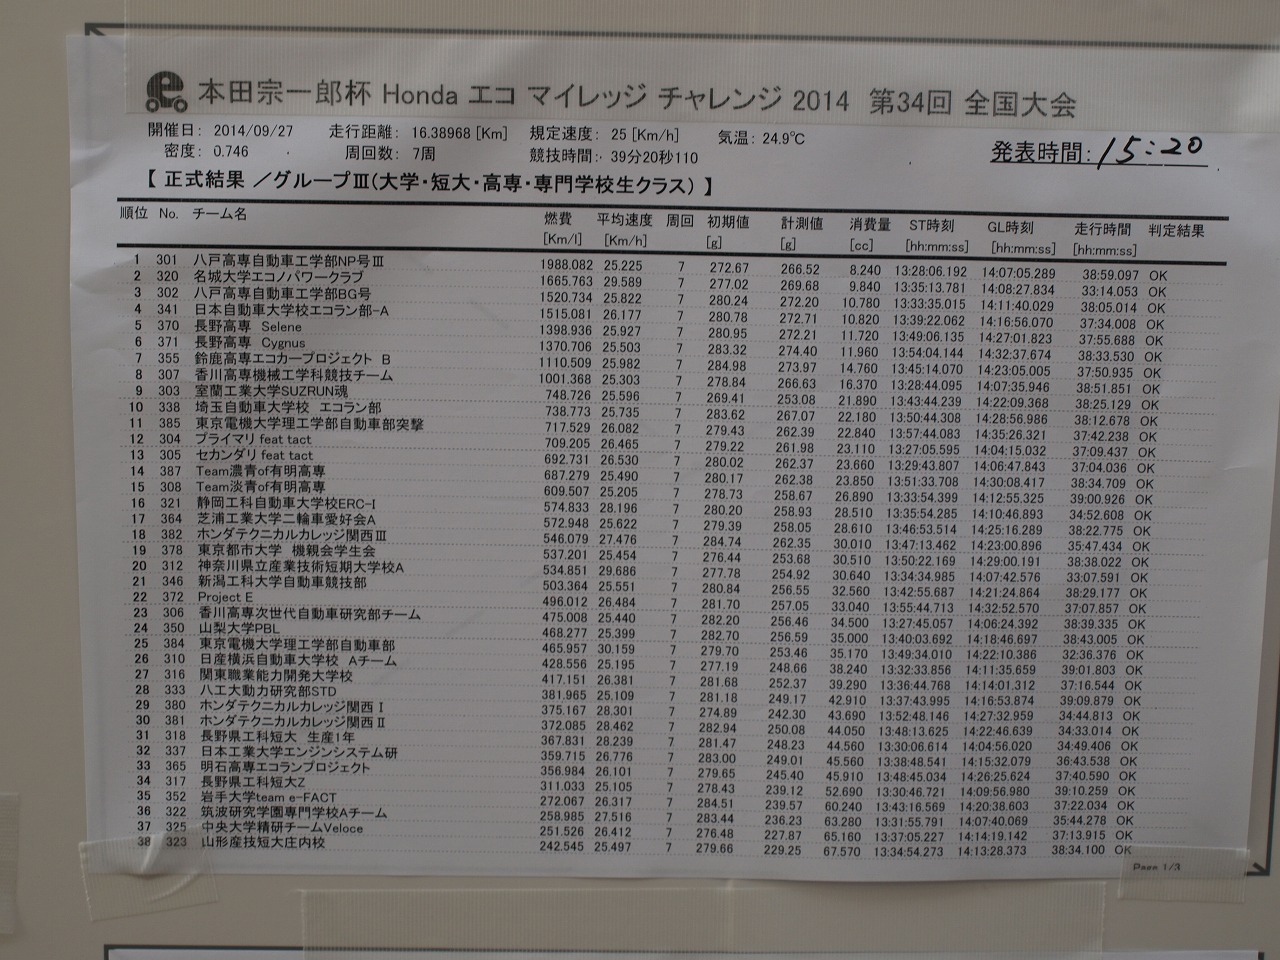 本田宗一郎杯 Honda エコ マイレッジ チャレンジ 2014 第34回 全国大会
開催日: 2014/09/27 走行距離: 16.38968 [Km] 規定速度: 25 [Km/h] 気温: 24.9℃
密度: 0.746 周回数: 7周 競技時間: 39分20秒110 発表時間: 15:20
【 正式結果 ／グループⅢ(大学・短大・高専・専門学校生クラス) 】
順位 No. チーム名 燃費 平均速度 周回 初期値 計測値 消費量 ST時刻 GL時刻 走行時間 判定結果
[Km/l] [Km/h] [g] [g] [cc] [hh:mm:ss] [hh:mm:ss] [hh:mm:ss]
1 301 八戸高専自動車工学部NP号Ⅲ 1988.082 25.225 7 272.67 266.52 8.240 13:28:06.192 14:07:05.289 38:59.097 OK
2 320 名城大学エコノパワークラブ 1665.763 29.589 7 277.02 269.68 9.840 13:35:13.781 14:08:27.834 33:14.053 OK
3 302 八戸高専自動車工学部BG号 1520.734 25.822 7 280.24 272.20 10.780 13:33:35.015 14:11:40.029 38:05.014 OK
4 341 日本自動車大学校エコラン部-A 1515.081 26.177 7 280.78 272.71 10.820 13:39:22.062 14:16:56.070 37:34.008 OK
5 370 長野高専 Selene 1398.936 25.927 7 280.95 272.21 11.720 13:49:06.135 14:27:01.823 37:55.688 OK
6 371 長野高専 Cygnus 1370.706 25.503 7 283.32 274.40 11.960 13:54:04.144 14:32:37.674 38:33.530 OK
7 355 鈴鹿高専エコカープロジェクト B 1110.509 25.982 7 284.98 273.97 14.760 13:45:14.070 14:23:05.005 37:50.935 OK
8 307 香川高専機械工学科競技チーム 1001.368 25.303 7 278.84 266.63 16.370 13:28:44.095 14:07:35.946 38:51.851 OK
9 303 室蘭工業大学SUZRUN魂 748.726 25.596 7 269.41 253.08 21.890 13:43:44.239 14:22:09.368 38:25.129 OK
10 338 埼玉自動車大学校 エコラン部 738.773 25.735 7 283.62 267.07 22.180 13:50:44.308 14:28:56.986 38:12.678 OK
11 385 東京電機大学理工学部自動車部突撃 717.529 26.082 7 279.43 262.39 22.840 13:57:44.083 14:35:26.321 37:42.238 OK
12 304 プライマリ feat tact 709.205 26.465 7 279.22 261.98 23.110 13:27:05.595 14:04:15.032 37:09.437 OK
13 305 セカンダリ feat tact 692.731 26.530 7 280.02 262.37 23.660 13:29:43.807 14:06:47.843 37:04.036 OK
14 387 Team濃青of有明高専 687.279 25.490 7 280.17 262.38 23.850 13:51:33.708 14:30:08.417 38:34.709 OK
15 308 Team淡青of有明高専 609.507 25.205 7 278.73 258.67 26.890 13:33:54.399 14:12:55.325 39:00.926 OK
16 321 静岡工科自動車大学校ERC-I 574.833 28.196 7 280.20 258.93 28.510 13:35:54.285 14:10:46.893 34:52.608 OK
17 364 芝浦工業大学二輪車愛好会A 572.948 25.622 7 279.39 258.05 28.610 13:46:53.514 14:25:16.289 38:22.775 OK
18 382 ホンダテクニカルカレッジ関西Ⅲ 546.079 27.476 7 284.74 262.35 30.010 13:47:13.462 14:23:00.896 35:47.434 OK
19 378 東京都市大学 機親会学生会 537.201 25.454 7 276.44 253.68 30.510 13:50:22.169 14:29:00.191 38:38.022 OK
20 312 神奈川県立産業技術短期大学校A 534.851 29.686 7 277.78 254.92 30.640 13:34:34.985 14:07:42.576 33:07.591 OK
21 346 新潟工科大学自動車競技部 503.364 25.551 7 280.84 256.55 32.560 13:42:55.687 14:21:24.864 38:29.177 OK
22 372 Project E 496.012 26.484 7 281.70 257.05 33.040 13:55:44.713 14:32:52.570 37:07.857 OK
23 306 香川高専次世代自動車研究部チーム 475.008 25.440 7 282.20 256.46 34.500 13:27:45.057 14:06:24.392 38:39.335 OK
24 350 山梨大学PBL 468.277 25.399 7 282.70 256.59 35.000 13:40:03.692 14:18:46.697 38:43.005 OK
25 384 東京電機大学理工学部自動車部 465.957 30.159 7 279.70 253.46 35.170 13:49:34.010 14:22:10.386 32:36.376 OK
26 310 日産横浜自動車大学校 Aチーム 428.556 25.195 7 277.19 248.66 38.240 13:32:33.856 14:11:35.659 39:01.803 OK
27 316 関東職業能力開発大学校 417.151 26.381 7 281.68 252.37 39.290 13:36:44.768 14:14:01.312 37:16.544 OK
28 333 八工大動力研究部STD 381.965 25.109 7 281.18 249.17 42.910 13:37:43.995 14:16:53.874 39:09.879 OK
29 380 ホンダテクニカルカレッジ関西Ⅰ 375.167 28.301 7 274.89 242.30 43.690 13:52:48.146 14:27:32.959 34:44.813 OK
30 381 ホンダテクニカルカレッジ関西Ⅱ 372.085 28.462 7 282.94 250.08 44.050 13:48:13.625 14:22:46.639 34:33.014 OK
31 318 長野県工科短大 生産1年 367.831 28.239 7 281.47 248.23 44.560 13:30:06.614 14:04:56.020 34:49.406 OK
32 337 日本工業大学エンジンシステム研 359.715 26.776 7 283.00 249.01 45.560 13:38:48.541 14:15:32.079 36:43.538 OK
33 365 明石高専エコランプロジェクト 356.984 26.101 7 279.65 245.40 45.910 13:48:45.034 14:26:25.624 37:40.590 OK
34 317 長野県工科短大Z 311.033 25.105 7 278.43 239.12 52.690 13:30:46.721 14:09:56.980 39:10.259 OK
35 352 岩手大学team e-FACT 272.067 26.317 7 284.51 239.57 60.240 13:43:16.569 14:20:38.603 37:22.034 OK
36 322 筑波研究学園専門学校Aチーム 258.985 27.516 7 283.44 236.23 63.280 13:31:55.791 14:07:40.069 35:44.278 OK
37 325 中央大学精研チームVeloce 251.526 26.412 7 276.48 227.87 65.160 13:37:05.227 14:14:19.142 37:13.915 OK
38 323 山形産技短大庄内校 242.545 25.497 7 279.66 229.25 67.570 13:34:54.273 14:13:28.373 38:34.100 OK
Page 1/3